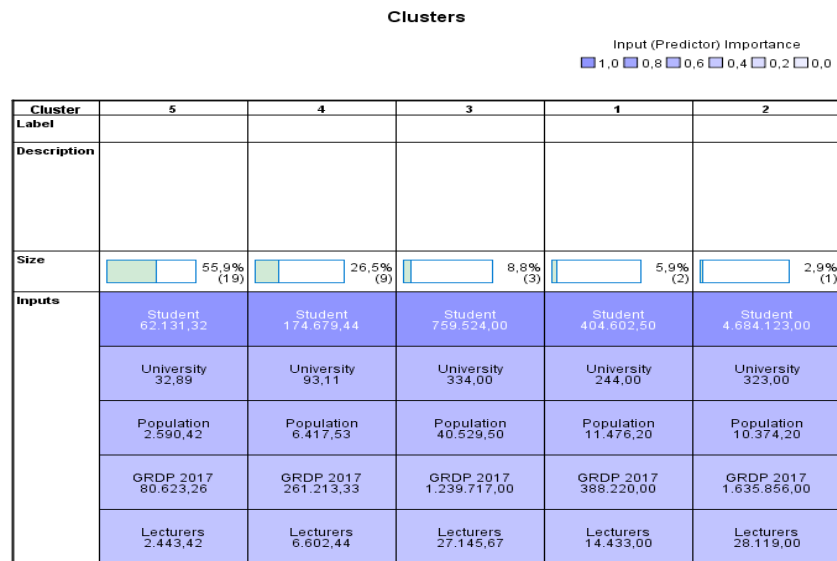 Clusters
Input (Predictor) Importance
1,0 0,8 0,6 0,4 0,2 0,0
Cluster 5 4 3 1 2
Label
Description
Size 55,9% (19) 26,5% (9) 8,8% (3) 5,9% (2) 2,9% (1)
Inputs
Student Student Student Student Student
62.131,32 174.679,44 759.524,00 404.602,50 4.684.123,00
University University University University University
32,89 93,11 334,00 244,00 323,00
Population Population Population Population Population
2.590,42 6.417,53 40.529,50 11.476,20 10.374,20
GRDP 2017 GRDP 2017 GRDP 2017 GRDP 2017 GRDP 2017
80.623,26 261.213,33 1.239.717,00 388.220,00 1.635.856,00
Lecturers Lecturers Lecturers Lecturers Lecturers
2.443,42 6.602,44 27.145,67 14.433,00 28.119,00